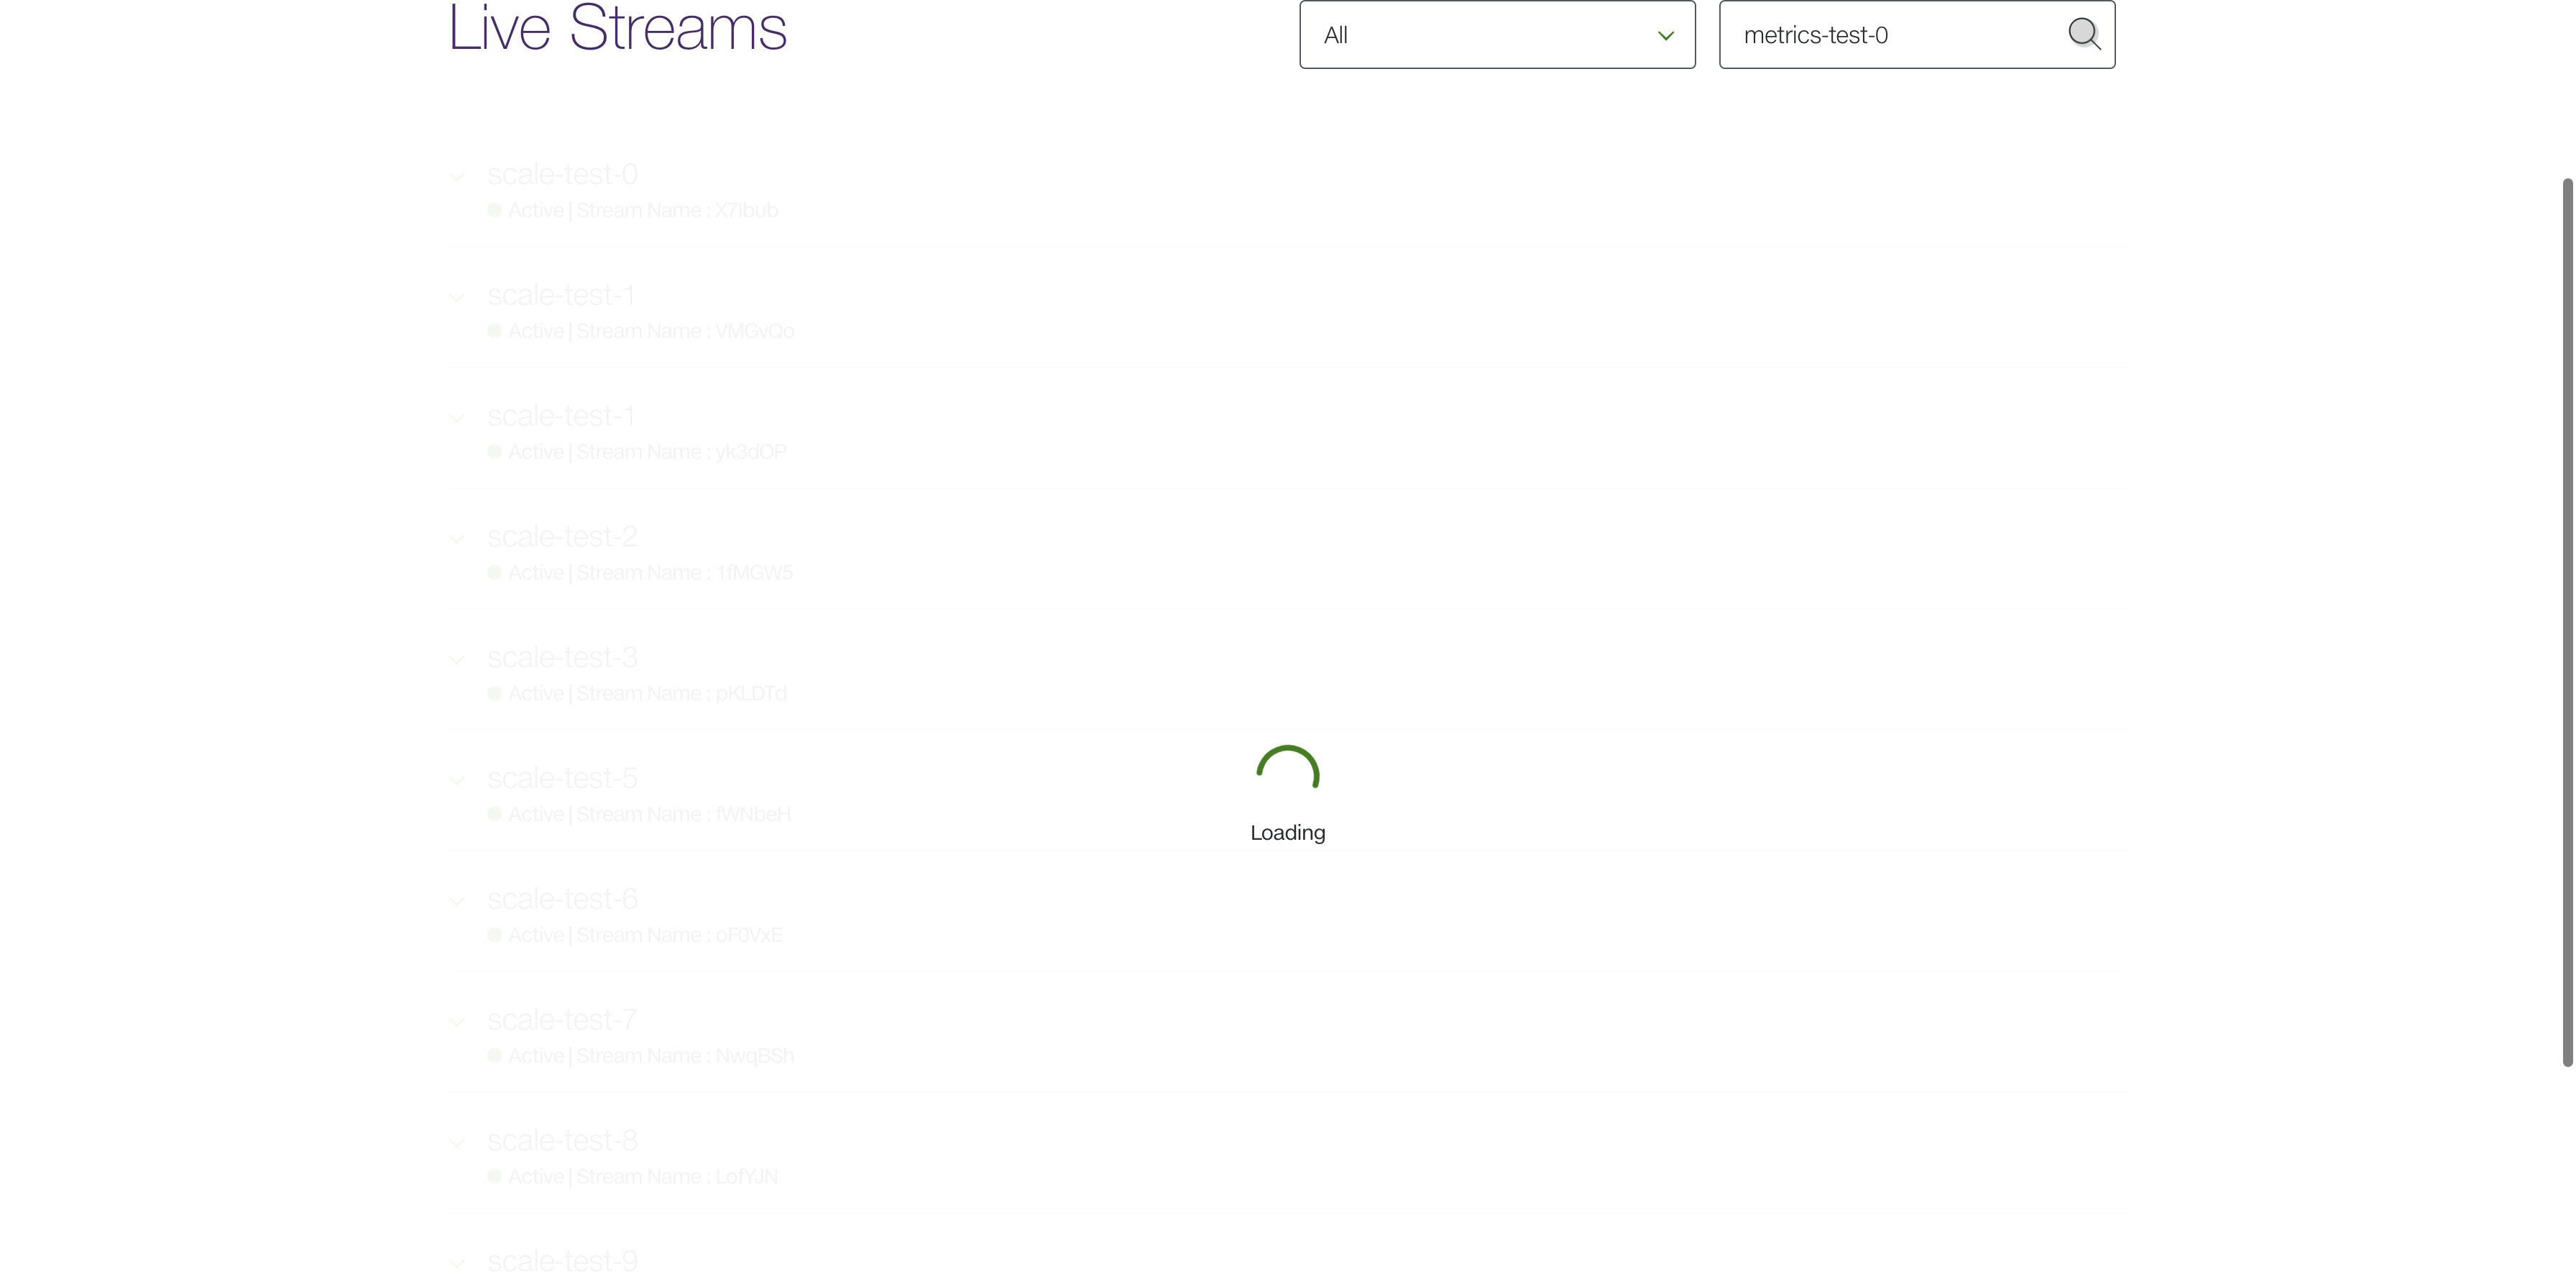 Live Streams
All
metrics-test-0
scale-test-0
Active | Stream Name : X7Ibub
scale-test-1
Active | Stream Name : VMGvQo
scale-test-1
Active | Stream Name : yk3dOP
scale-test-2
Active | Stream Name : 1fMGW5
scale-test-3
Active | Stream Name : pKLDTd
scale-test-5
Active | Stream Name : fWNbeH
Loading
scale-test-6
Active | Stream Name : oF0VxE
scale-test-7
Active | Stream Name : NwqBSh
scale-test-8
Active | Stream Name : LofYJN
scale-test-9